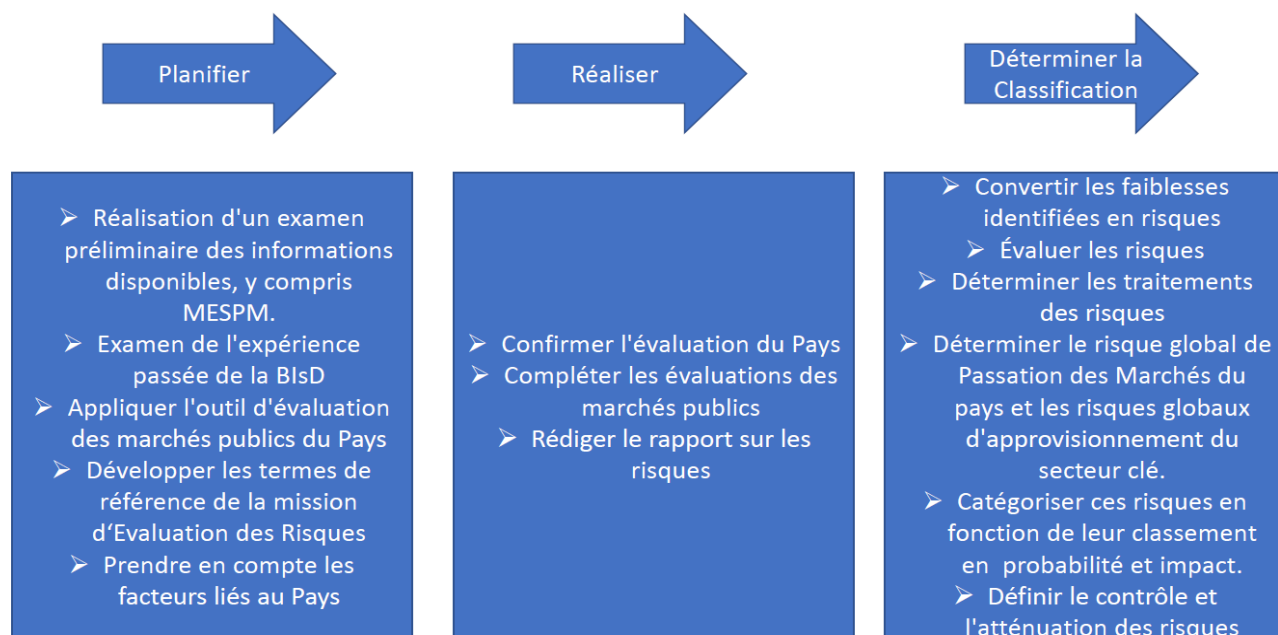 Planifier
Réaliser
Déterminer la
Classification
➢ Réalisation d'un examen
préliminaire des informations
disponibles, y compris
MESPM.
➢ Examen de l'expérience
passée de la BIsD
➢ Appliquer l'outil d'évaluation
des marchés publics du Pays
➢ Développer les termes de
référence de la mission
d‘Evaluation des Risques
➢ Prendre en compte les
facteurs liés au Pays
➢ Confirmer l'évaluation du Pays
➢ Compléter les évaluations des
marchés publics
➢ Rédiger le rapport sur les
risques
➢ Convertir les faiblesses
identifiées en risques
➢ Évaluer les risques
➢ Déterminer les traitements
des risques
➢ Déterminer le risque global de
Passation des Marchés du
pays et les risques globaux
d'approvisionnement du
secteur clé.
➢ Catégoriser ces risques en
fonction de leur classement
en probabilité et impact.
➢ Définir le contrôle et
l'atténuation des risques